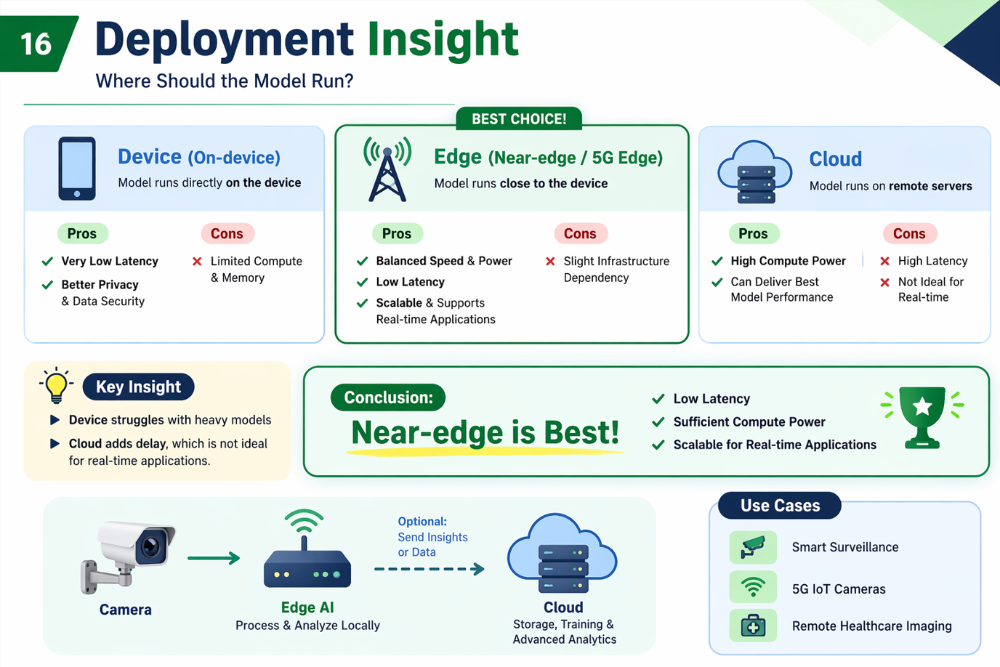 16
Deployment Insight
Where Should the Model Run?
Device (On-device)
Model runs directly on the device
Pros
Very Low Latency
Better Privacy
& Data Security
Cons
Limited Compute
& Memory
BEST CHOICE!
Edge (Near-edge / 5G Edge)
Model runs close to the device
Pros
Balanced Speed & Power
Low Latency
Scalable & Supports
Real-time Applications
Cons
Slight Infrastructure
Dependency
Cloud
Model runs on remote servers
Pros
High Compute Power
Can Deliver Best
Model Performance
Cons
High Latency
Not Ideal for
Real-time
Key Insight
Device struggles with heavy models
Cloud adds delay, which is not ideal
for real-time applications.
Conclusion:
Near-edge is Best!
Low Latency
Sufficient Compute Power
Scalable for Real-time Applications
Camera
Edge AI
Process & Analyze Locally
Optional:
Send Insights
or Data
Cloud
Storage, Training &
Advanced Analytics
Use Cases
Smart Surveillance
5G IoT Cameras
Remote Healthcare Imaging